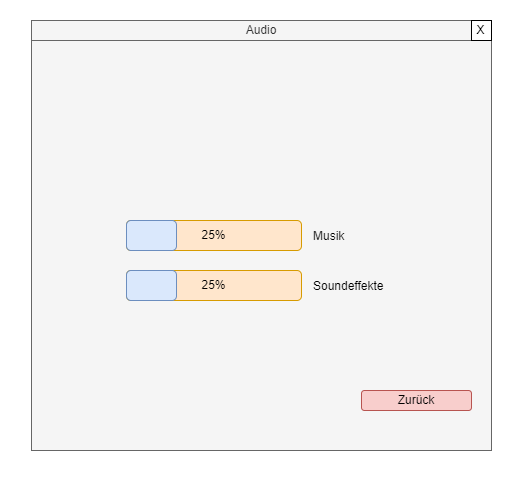 Audio
X
25%
Musik
25%
Soundeffekte
Zurück